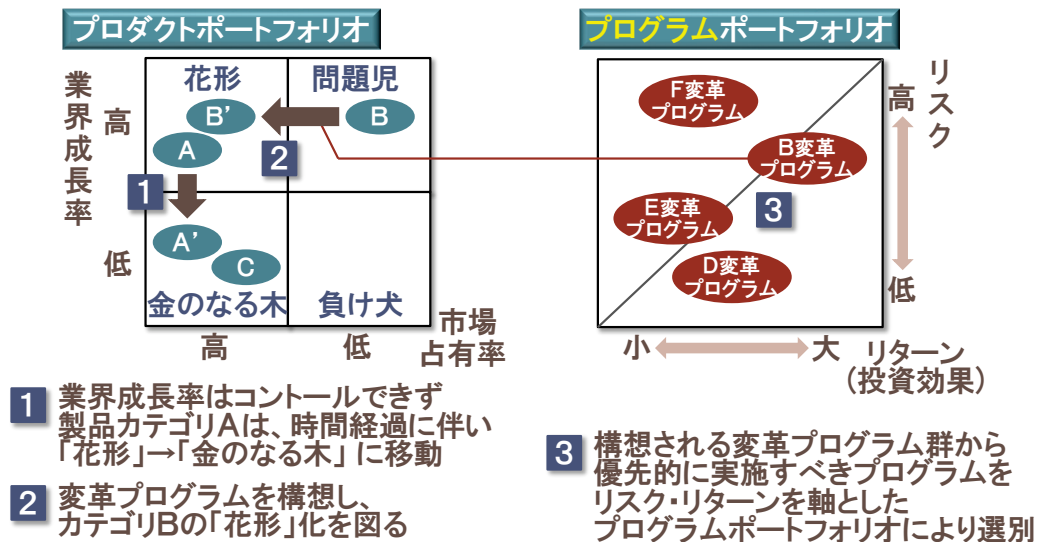 プロダクトポートフォリオ
業界成長率
高
低
花形
問題児
B'
B
A
2
1
A'
C
金のなる木
負け犬
高
低
市場
占有率
1
業界成長率はコントールできず
製品カテゴリAは、時間経過に伴い
「花形」→「金のなる木」に移動
2
変革プログラムを構想し、
カテゴリBの「花形」化を図る
プログラムポートフォリオ
F変革
プログラム
B変革
プログラム
E変革
プログラム
3
D変革
プログラム
リスク
高
低
小
大
リターン
(投資効果)
3
構想される変革プログラム群から
優先的に実施すべきプログラムを
リスク・リターンを軸とした
プログラムポートフォリオにより選別